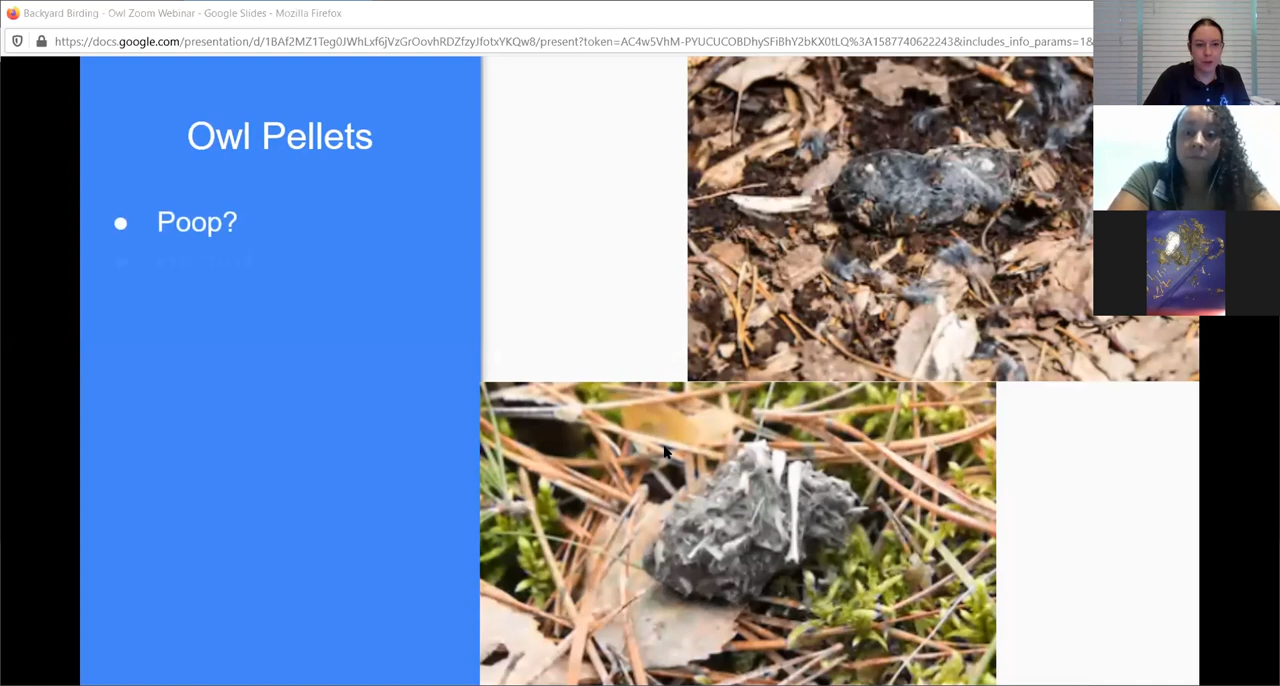 Backyard Birding - Owl Zoom Webinar - Google Slides - Mozilla Firefox
https://docs.google.com/presentation/d/1BAf2MZ1Teg0JWhLxf6jVzGrOovhRDZfzyJfotxYKQw8/present?token=AC4w5VhM-PYUCUCOBDhySFiBhY2bKX0tLQ%3A1587740622243&includes_info_params=1&
Owl Pellets
● Poop?